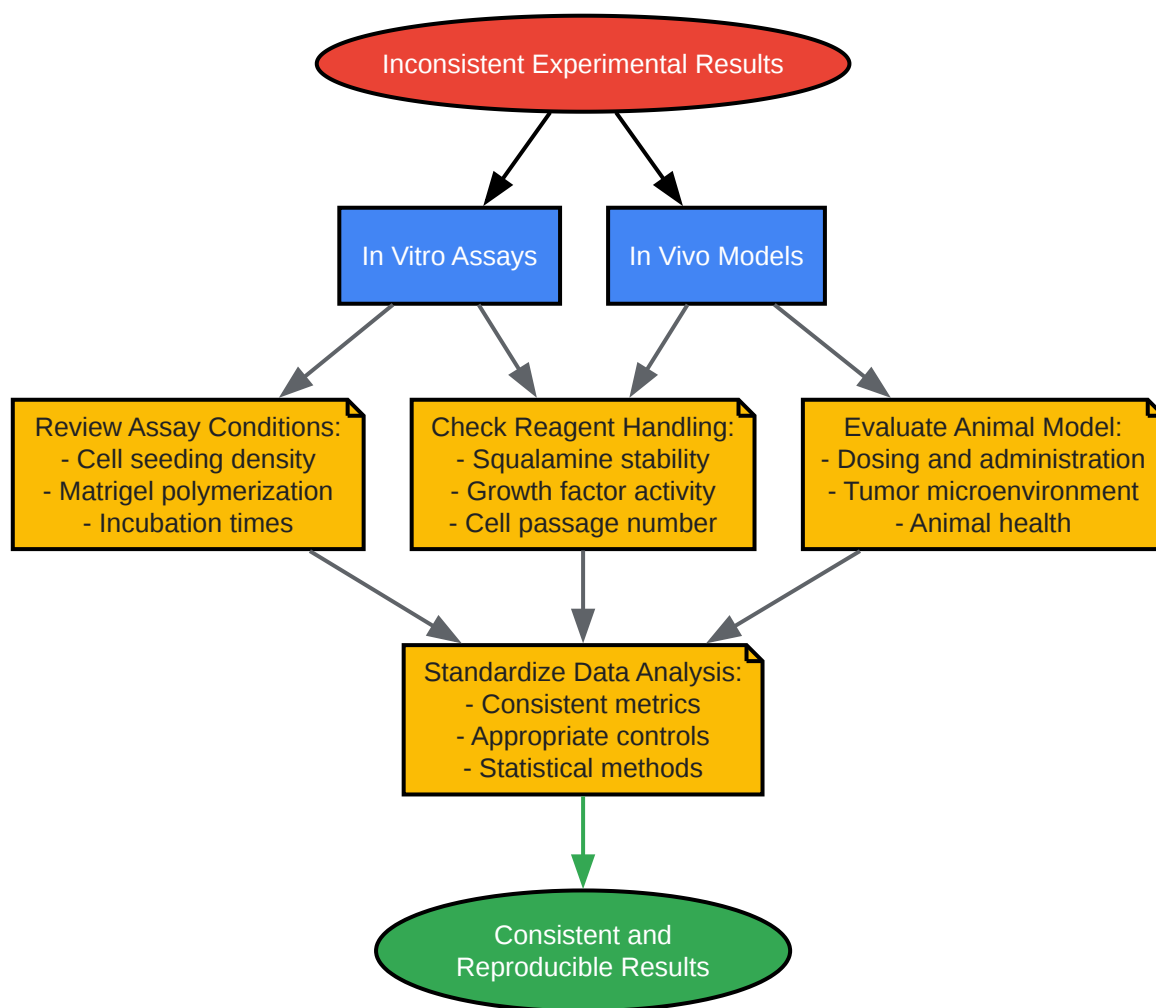 Inconsistent Experimental Results
In Vitro Assays
In Vivo Models
Review Assay Conditions:
- Cell seeding density
- Matrigel polymerization
- Incubation times
Check Reagent Handling:
- Squalamine stability
- Growth factor activity
- Cell passage number
Evaluate Animal Model:
- Dosing and administration
- Tumor microenvironment
- Animal health
Standardize Data Analysis:
- Consistent metrics
- Appropriate controls
- Statistical methods
Consistent and
Reproducible Results